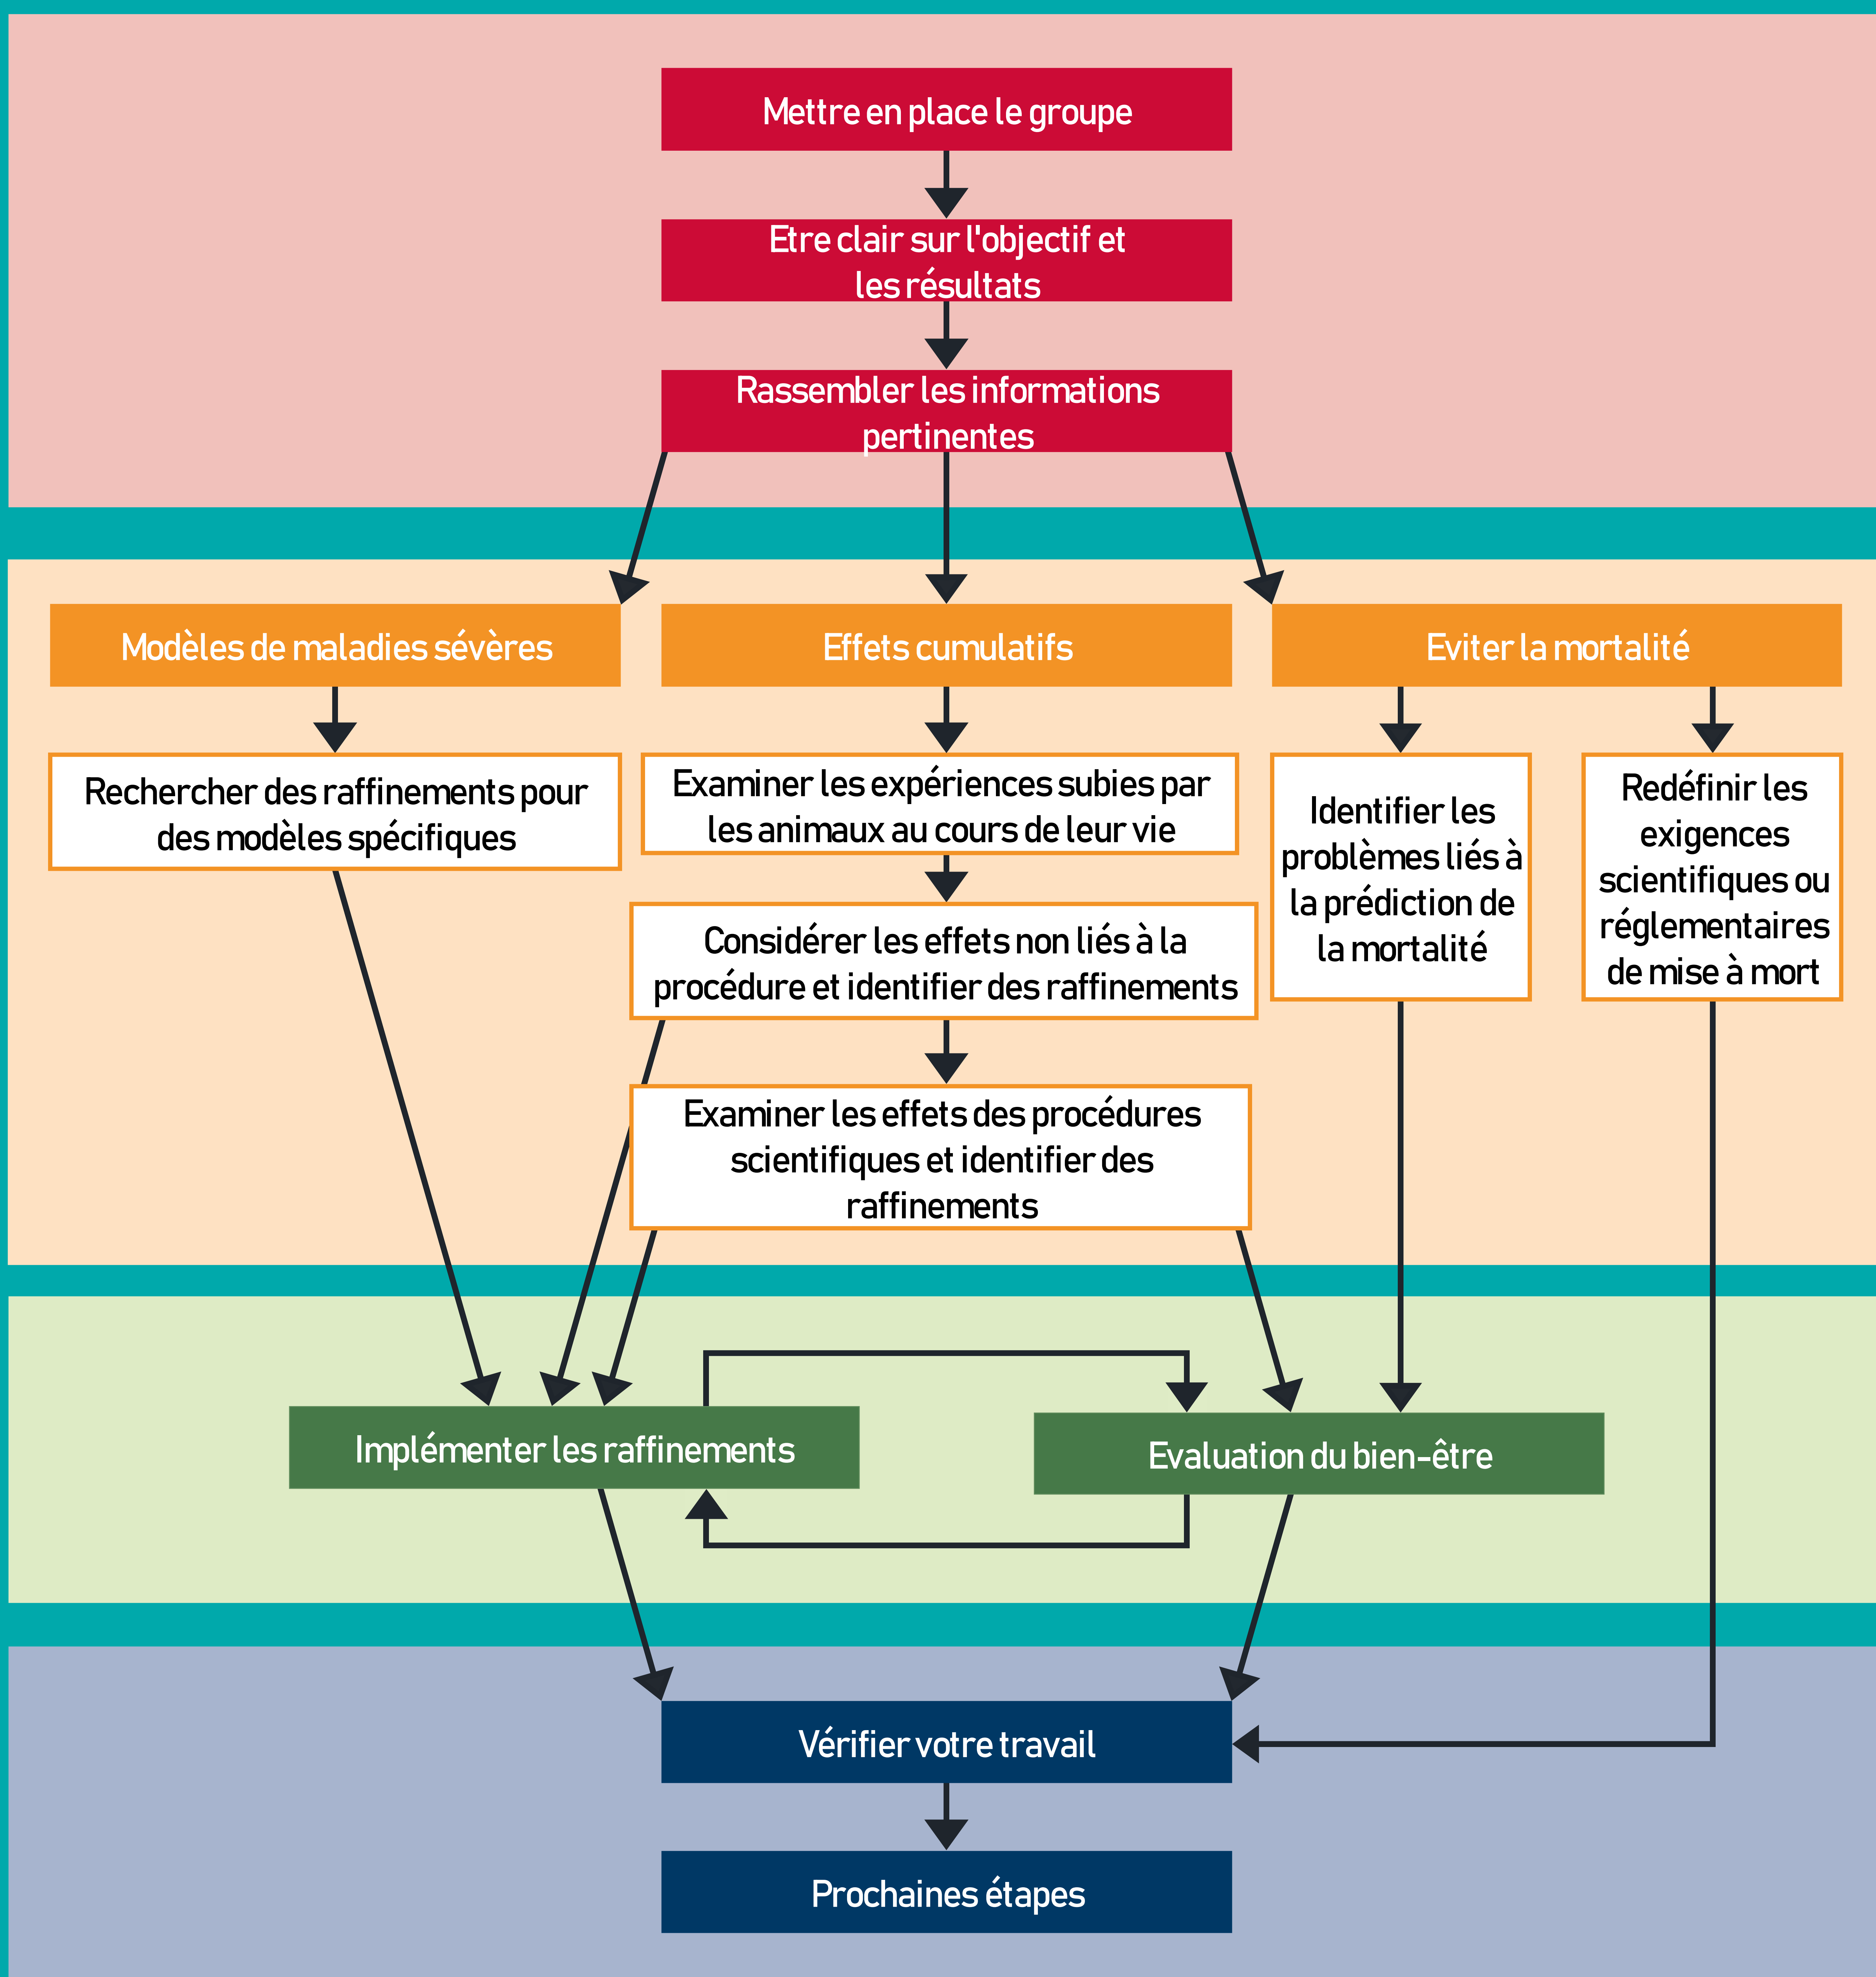 Mettre en place le groupe
Etre clair sur l'objectif et
les résultats
Rassembler les informations
pertinentes
Modèles de maladies sévères
Effets cumulatifs
Eviter la mortalité
Rechercher des raffinements pour
des modèles spécifiques
Examiner les expériences subies par
les animaux au cours de leur vie
Identifier les
problèmes liés à
la prédiction de
la mortalité
Redéfinir les
exigences
scientifiques ou
réglementaires
de mise à mort
Considérer les effets non liés à la
procédure et identifier des raffinements
Examiner les effets des procédures
scientifiques et identifier des
raffinements
Implémenter les raffinements
Evaluation du bien-être
Vérifier votre travail
Prochaines étapes